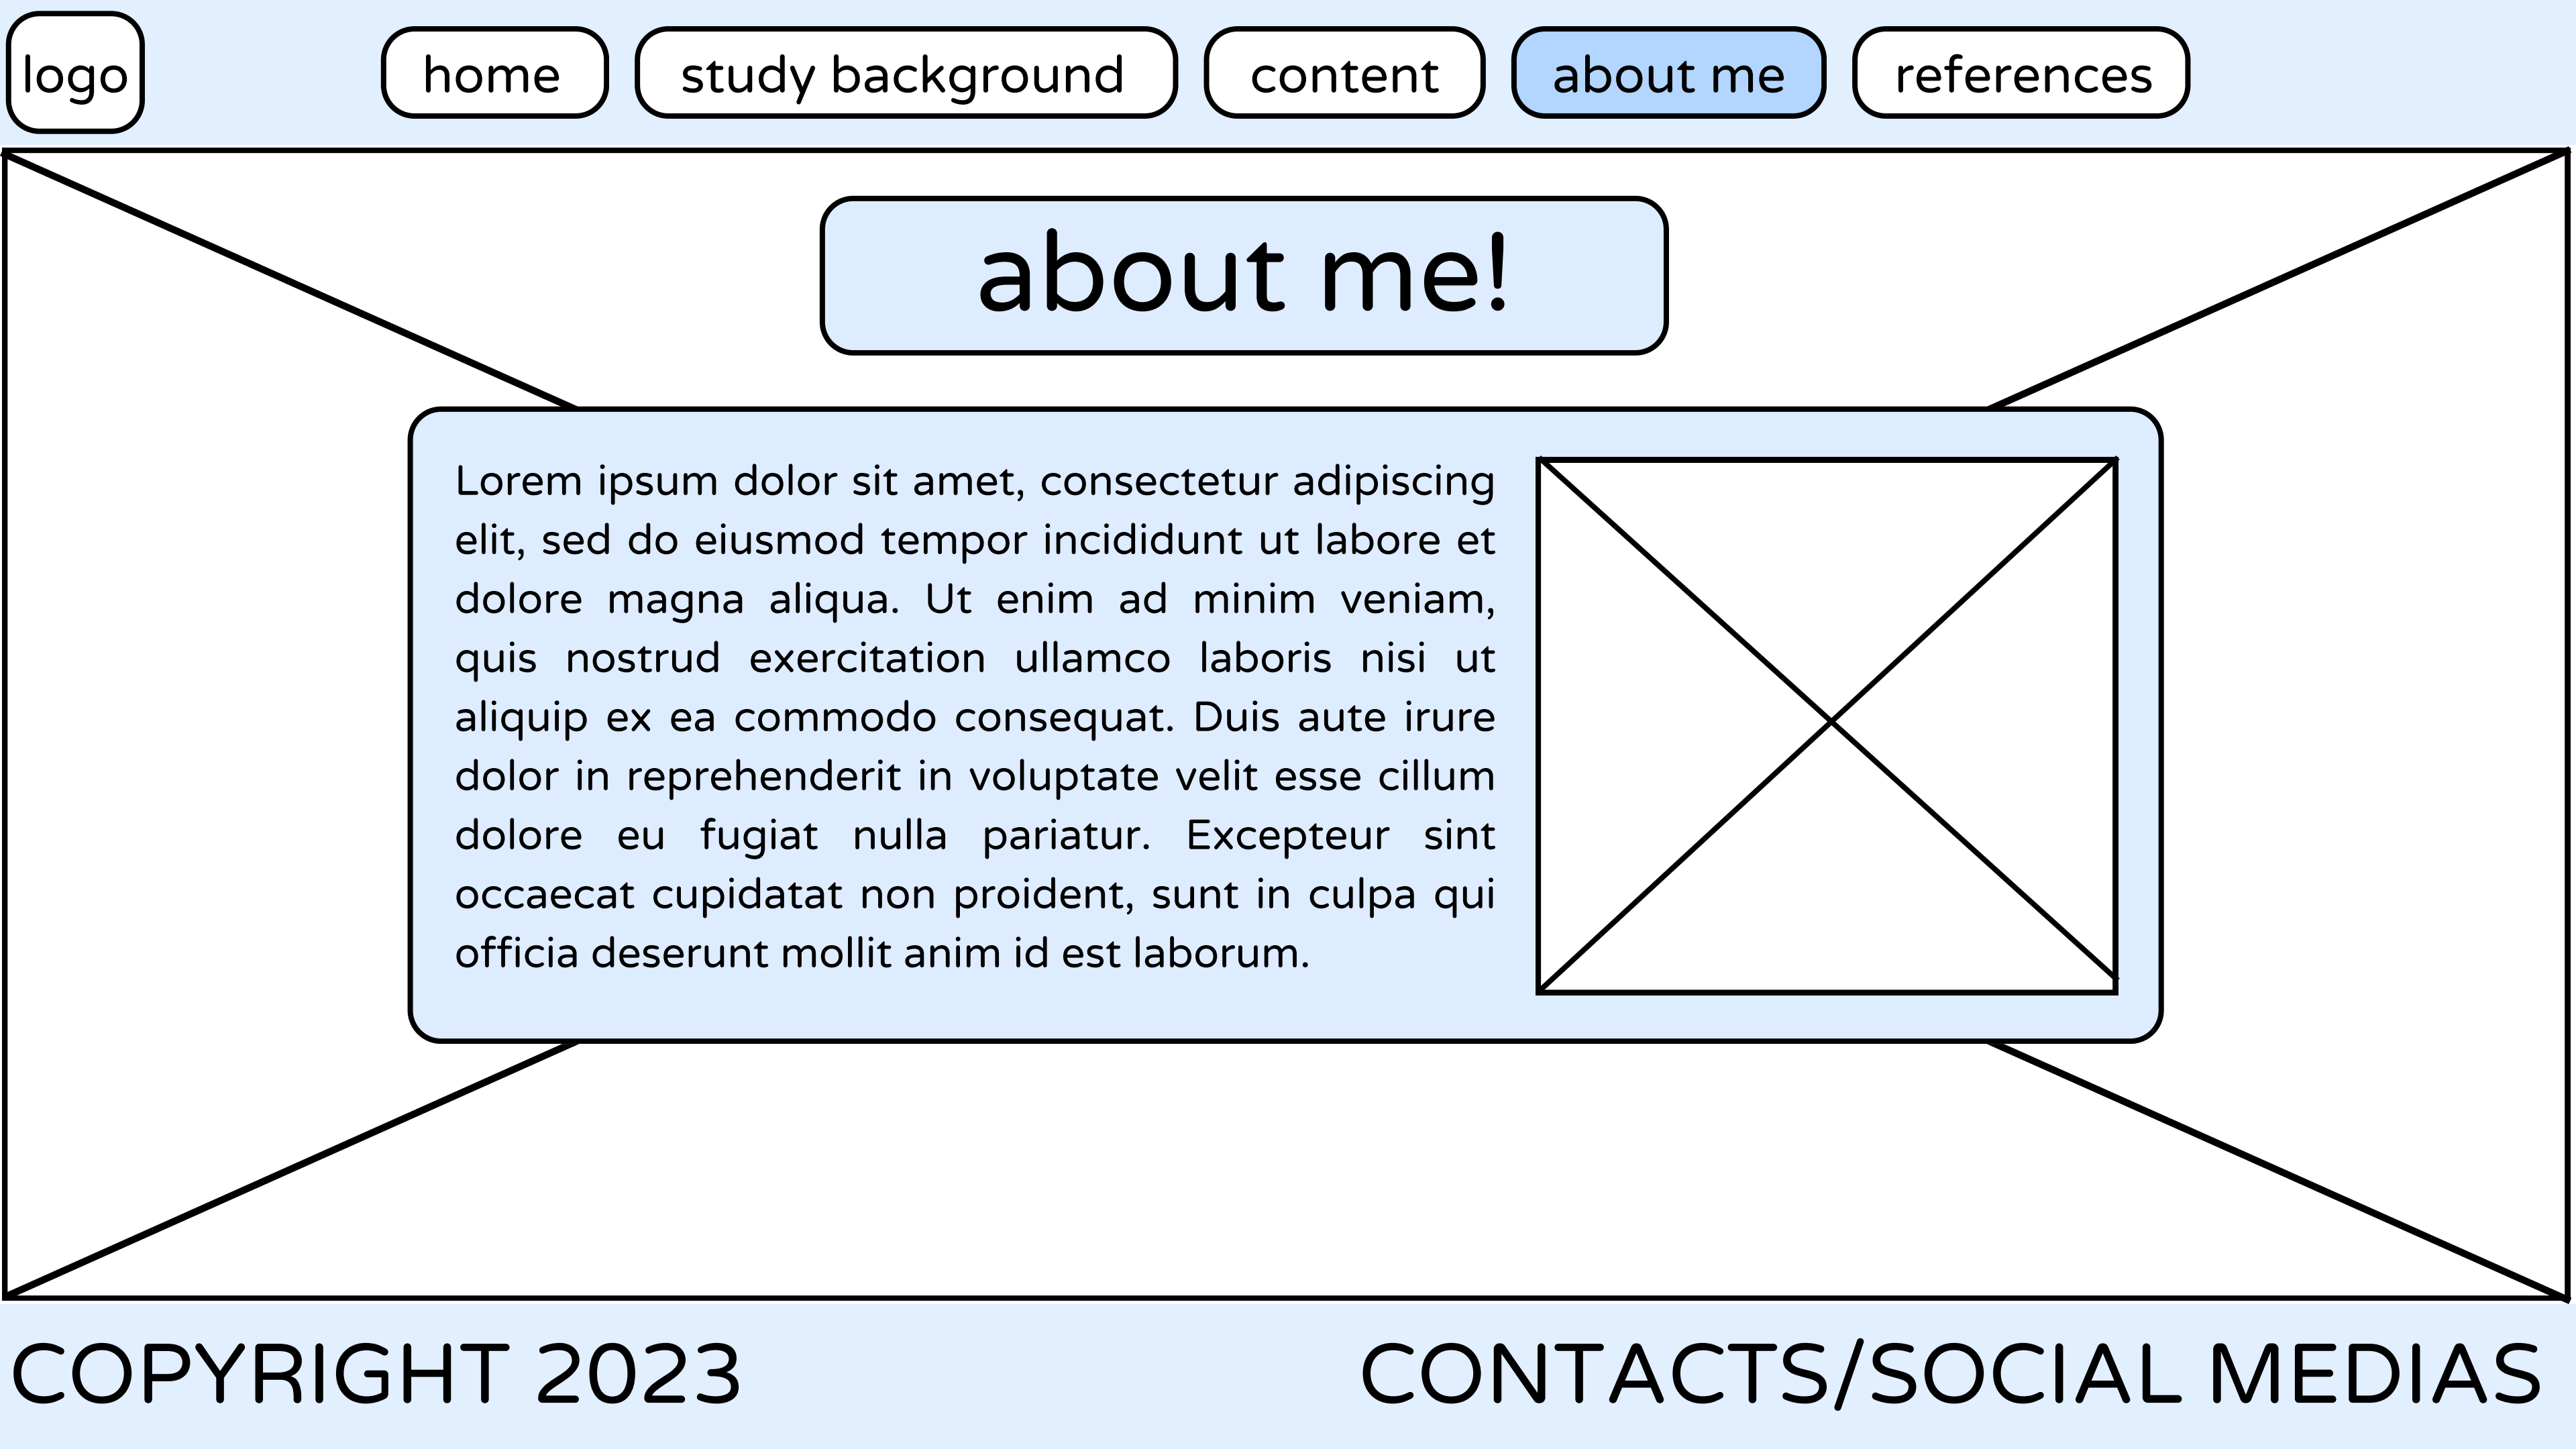 logo
home
study background
content
about me
references
about me!
Lorem ipsum dolor sit amet, consectetur adipiscing
elit, sed do eiusmod tempor incididunt ut labore et
dolore magna aliqua. Ut enim ad minim veniam,
quis nostrud exercitation ullamco laboris nisi ut
aliquip ex ea commodo consequat. Duis aute irure
dolor in reprehenderit in voluptate velit esse cillum
dolore eu fugiat nulla pariatur. Excepteur sint
occaecat cupidatat non proident, sunt in culpa qui
officia deserunt mollit anim id est laborum.
COPYRIGHT 2023
CONTACTS/SOCIAL MEDIAS